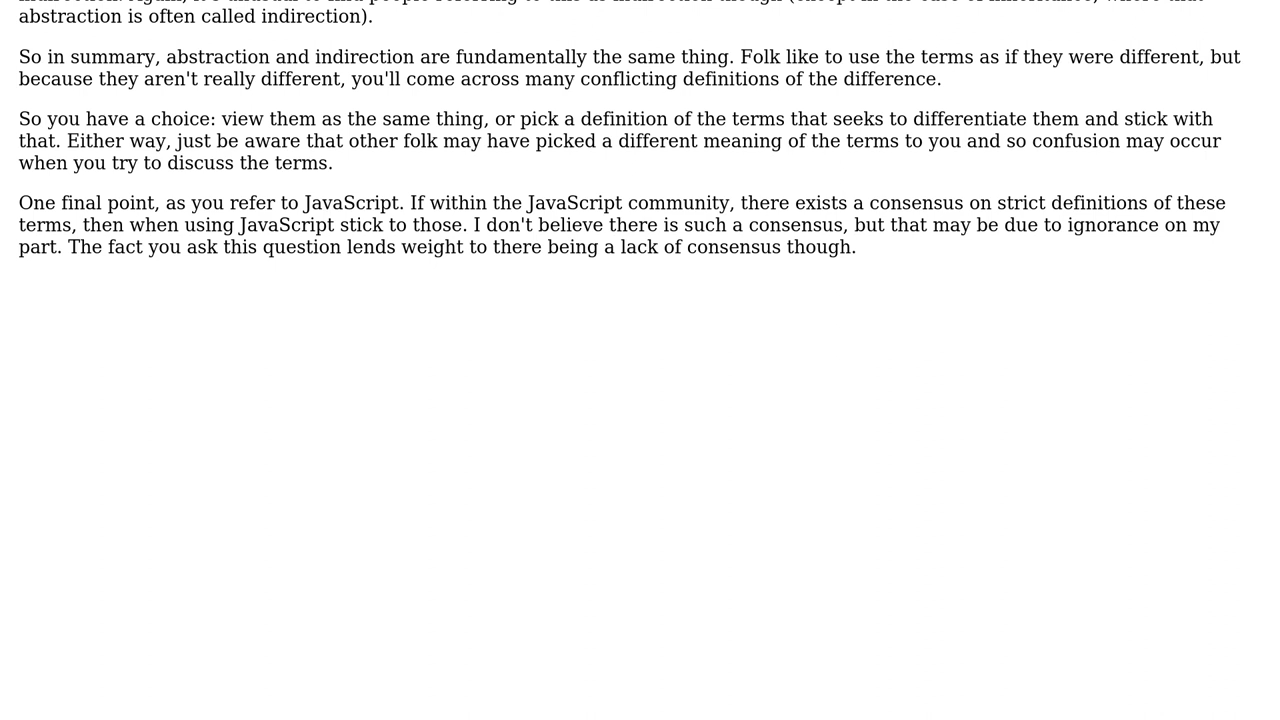 abstraction is often called indirection).
So in summary, abstraction and indirection are fundamentally the same thing. Folk like to use the terms as if they were different, but
because they aren't really different, you'll come across many conflicting definitions of the difference.
So you have a choice: view them as the same thing, or pick a definition of the terms that seeks to differentiate them and stick with
that. Either way, just be aware that other folk may have picked a different meaning of the terms to you and so confusion may occur
when you try to discuss the terms.
One final point, as you refer to JavaScript. If within the JavaScript community, there exists a consensus on strict definitions of these
terms, then when using JavaScript stick to those. I don't believe there is such a consensus, but that may be due to ignorance on my
part. The fact you ask this question lends weight to there being a lack of consensus though.